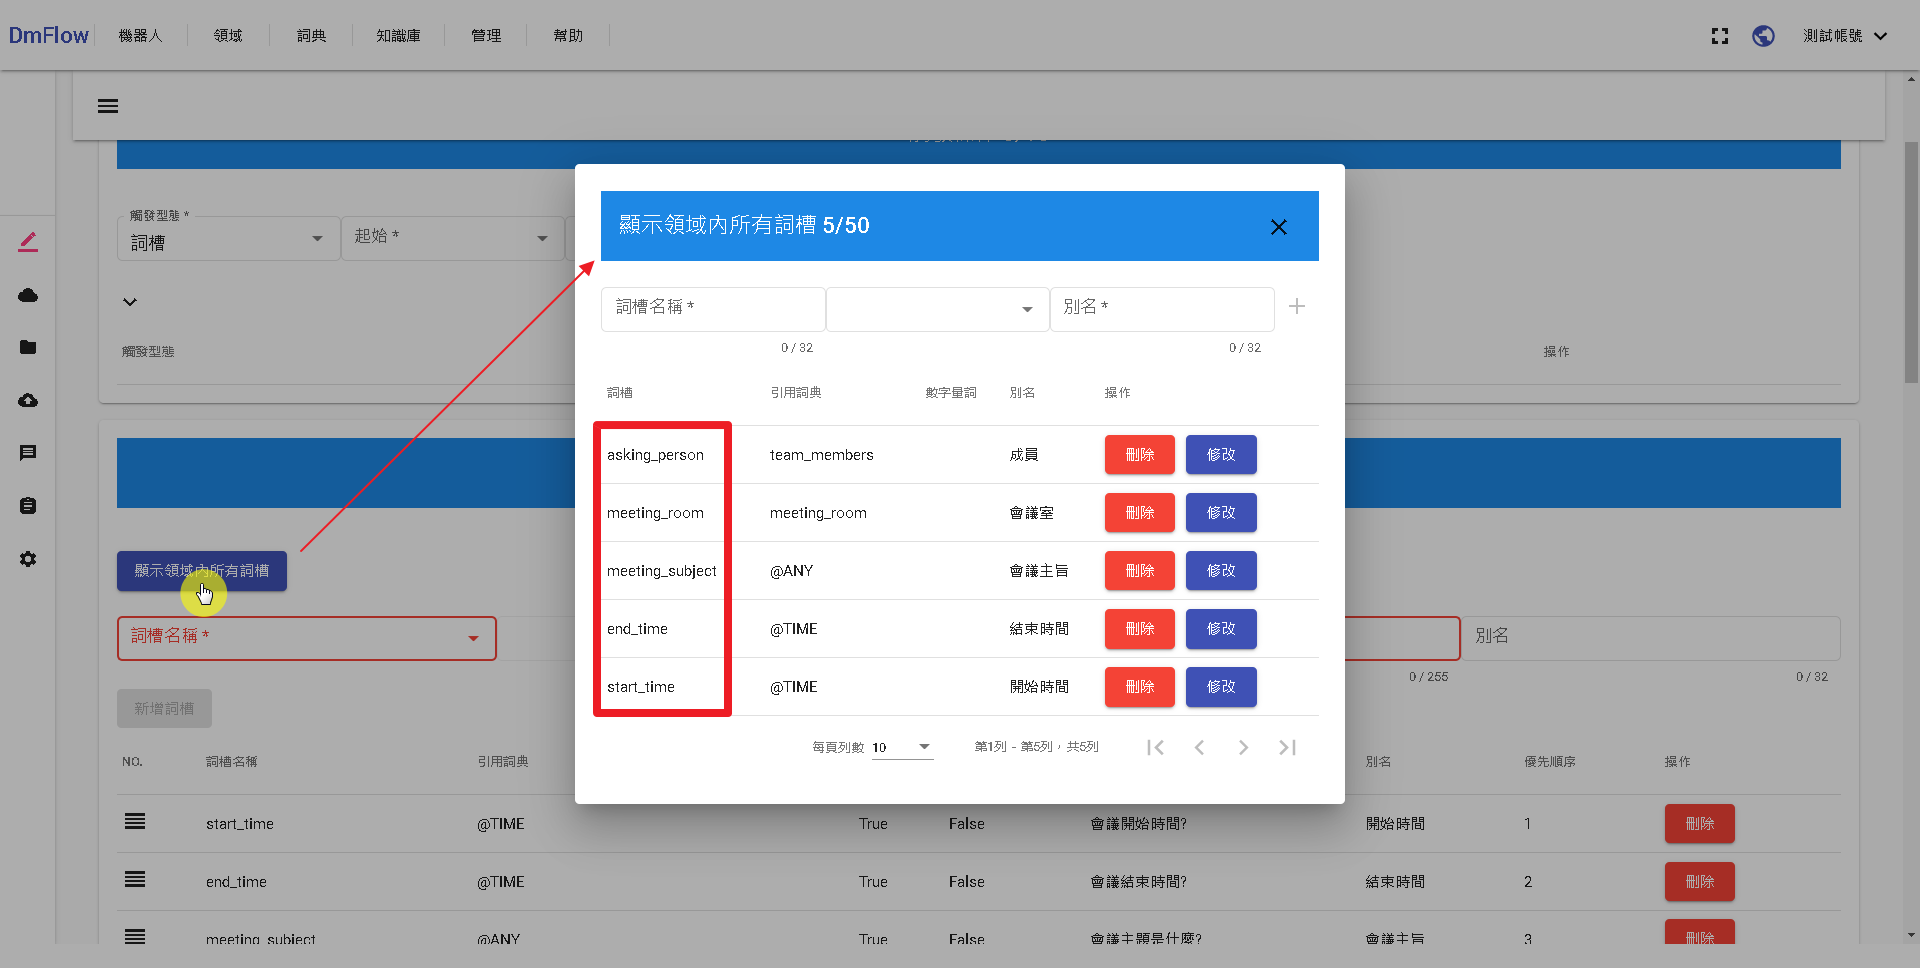 DmFlow 機器人 領域 詞典 知識庫 管理 幫助 測試帳號
顯示領域內所有詞槽 5/50
觸發型態 *
詞槽
起始 *
詞槽名稱 *
別名 *
0 / 32
0 / 32
觸發型態
操作
詞槽 引用詞典 數字量詞 別名 操作
asking_person team_members 成員 刪除 修改
meeting_room meeting_room 會議室 刪除 修改
meeting_subject @ANY 會議主旨 刪除 修改
end_time @TIME 結束時間 刪除 修改
start_time @TIME 開始時間 刪除 修改
每頁列數 10 第1列 - 第5列，共5列
顯示領域內所有詞槽
詞槽名稱 *
別名
0 / 255
0 / 32
新增詞槽
NO. 詞槽名稱 引用詞典 別名 優先順序 操作
start_time @TIME True False 會議開始時間? 開始時間 1 刪除
end_time @TIME True False 會議結束時間? 結束時間 2 刪除
meeting_subject @ANY True False 會議主題是什麼? 會議主旨 3 刪除